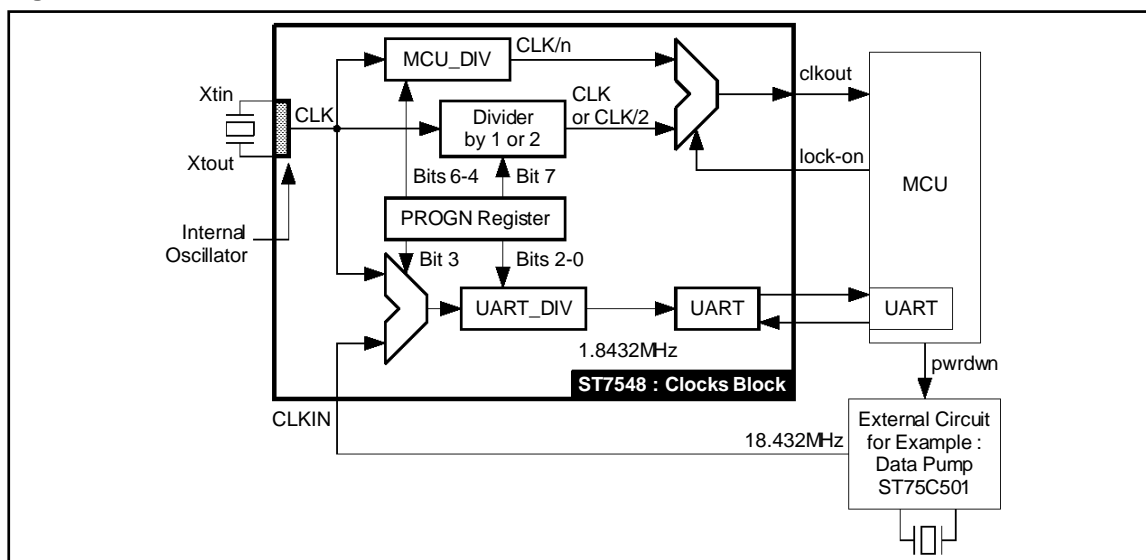 MCU_DIV
CLK/n
clkout
Xtin
CLK
CLK
or CLK/2
Divider
by 1 or 2
Xtout
lock-on
MCU
Bits 6-4
Bit 7
PROGN Register
Internal
Oscillator
Bit 3
Bits 2-0
UART_DIV
UART
UART
1.8432MHz
ST7548 : Clocks Block
pwrdwn
CLKIN
18.432MHz
External Circuit
for Example :
Data Pump
ST75C501